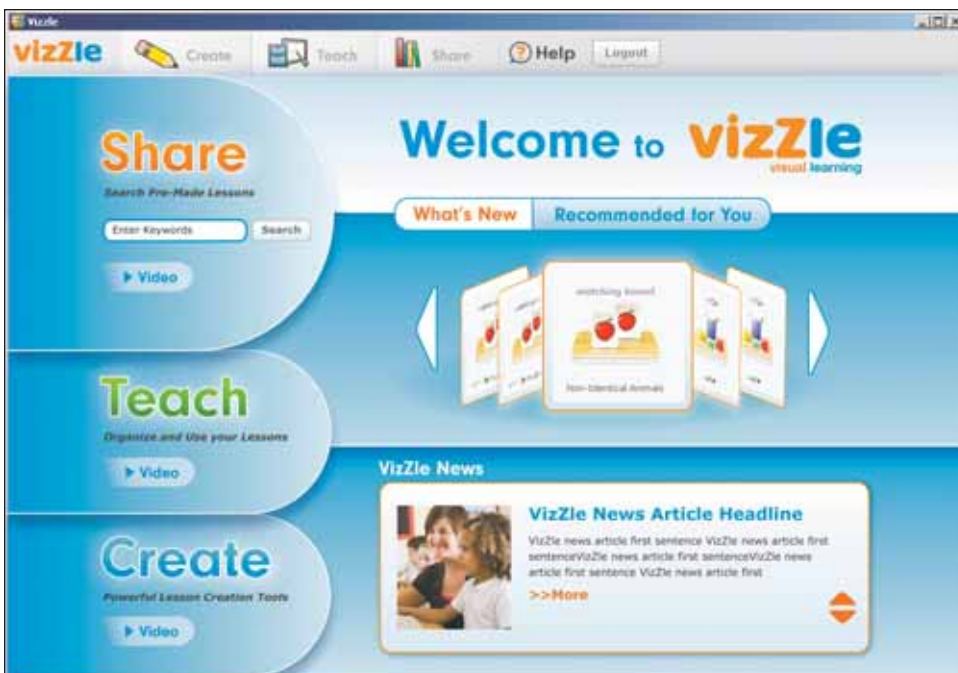 VizZle
vizZle
Create
Teach
Share
? Help
Logout
Share
Search Pre-Made Lessons
Enter Keywords
Search
Video
Teach
Organize and Use your Lessons
Video
Create
Powerful Lesson Creation Tools
Video
Welcome to vizZle
visual learning
What's New
Recommended for You
matching board
Non-Identical Animals
VizZle News
VizZle News Article Headline
VizZle news article first sentence VizZle news article first
sentenceVizZle news article first sentenceVizZle news
article first sentence VizZle news article first
>>More